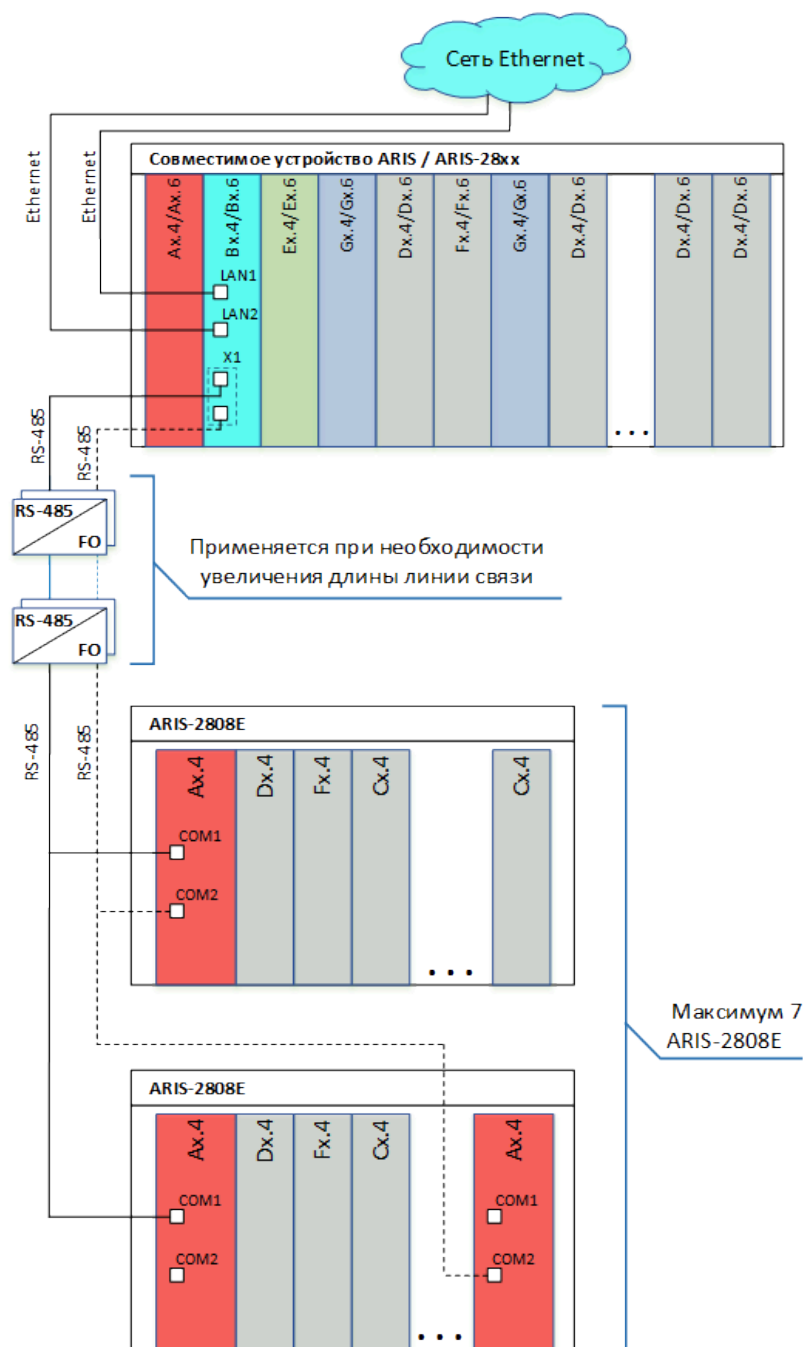 Сеть Ethernet
Ethernet
Ethernet
Совместимое устройство ARIS / ARIS-28xx
Ax.4/Ax.6
Bx.4/Bx.6
Ex.4/Ex.6
Gx.4/Gx.6
Dx.4/Dx.6
Fx.4/Fx.6
Gx.4/Gx.6
Dx.4/Dx.6
Dx.4/Dx.6
Dx.4/Dx.6
LAN1
LAN2
X1
...
RS-485
RS-485
RS-485
FO
Применяется при необходимости
увеличения длины линии связи
RS-485
FO
RS-485
RS-485
ARIS-2808E
Ax.4
Dx.4
Fx.4
Cx.4
Cx.4
COM1
COM2
...
Максимум 7
ARIS-2808E
ARIS-2808E
Ax.4
Dx.4
Fx.4
Cx.4
Ax.4
COM1
COM1
COM2
COM2
...